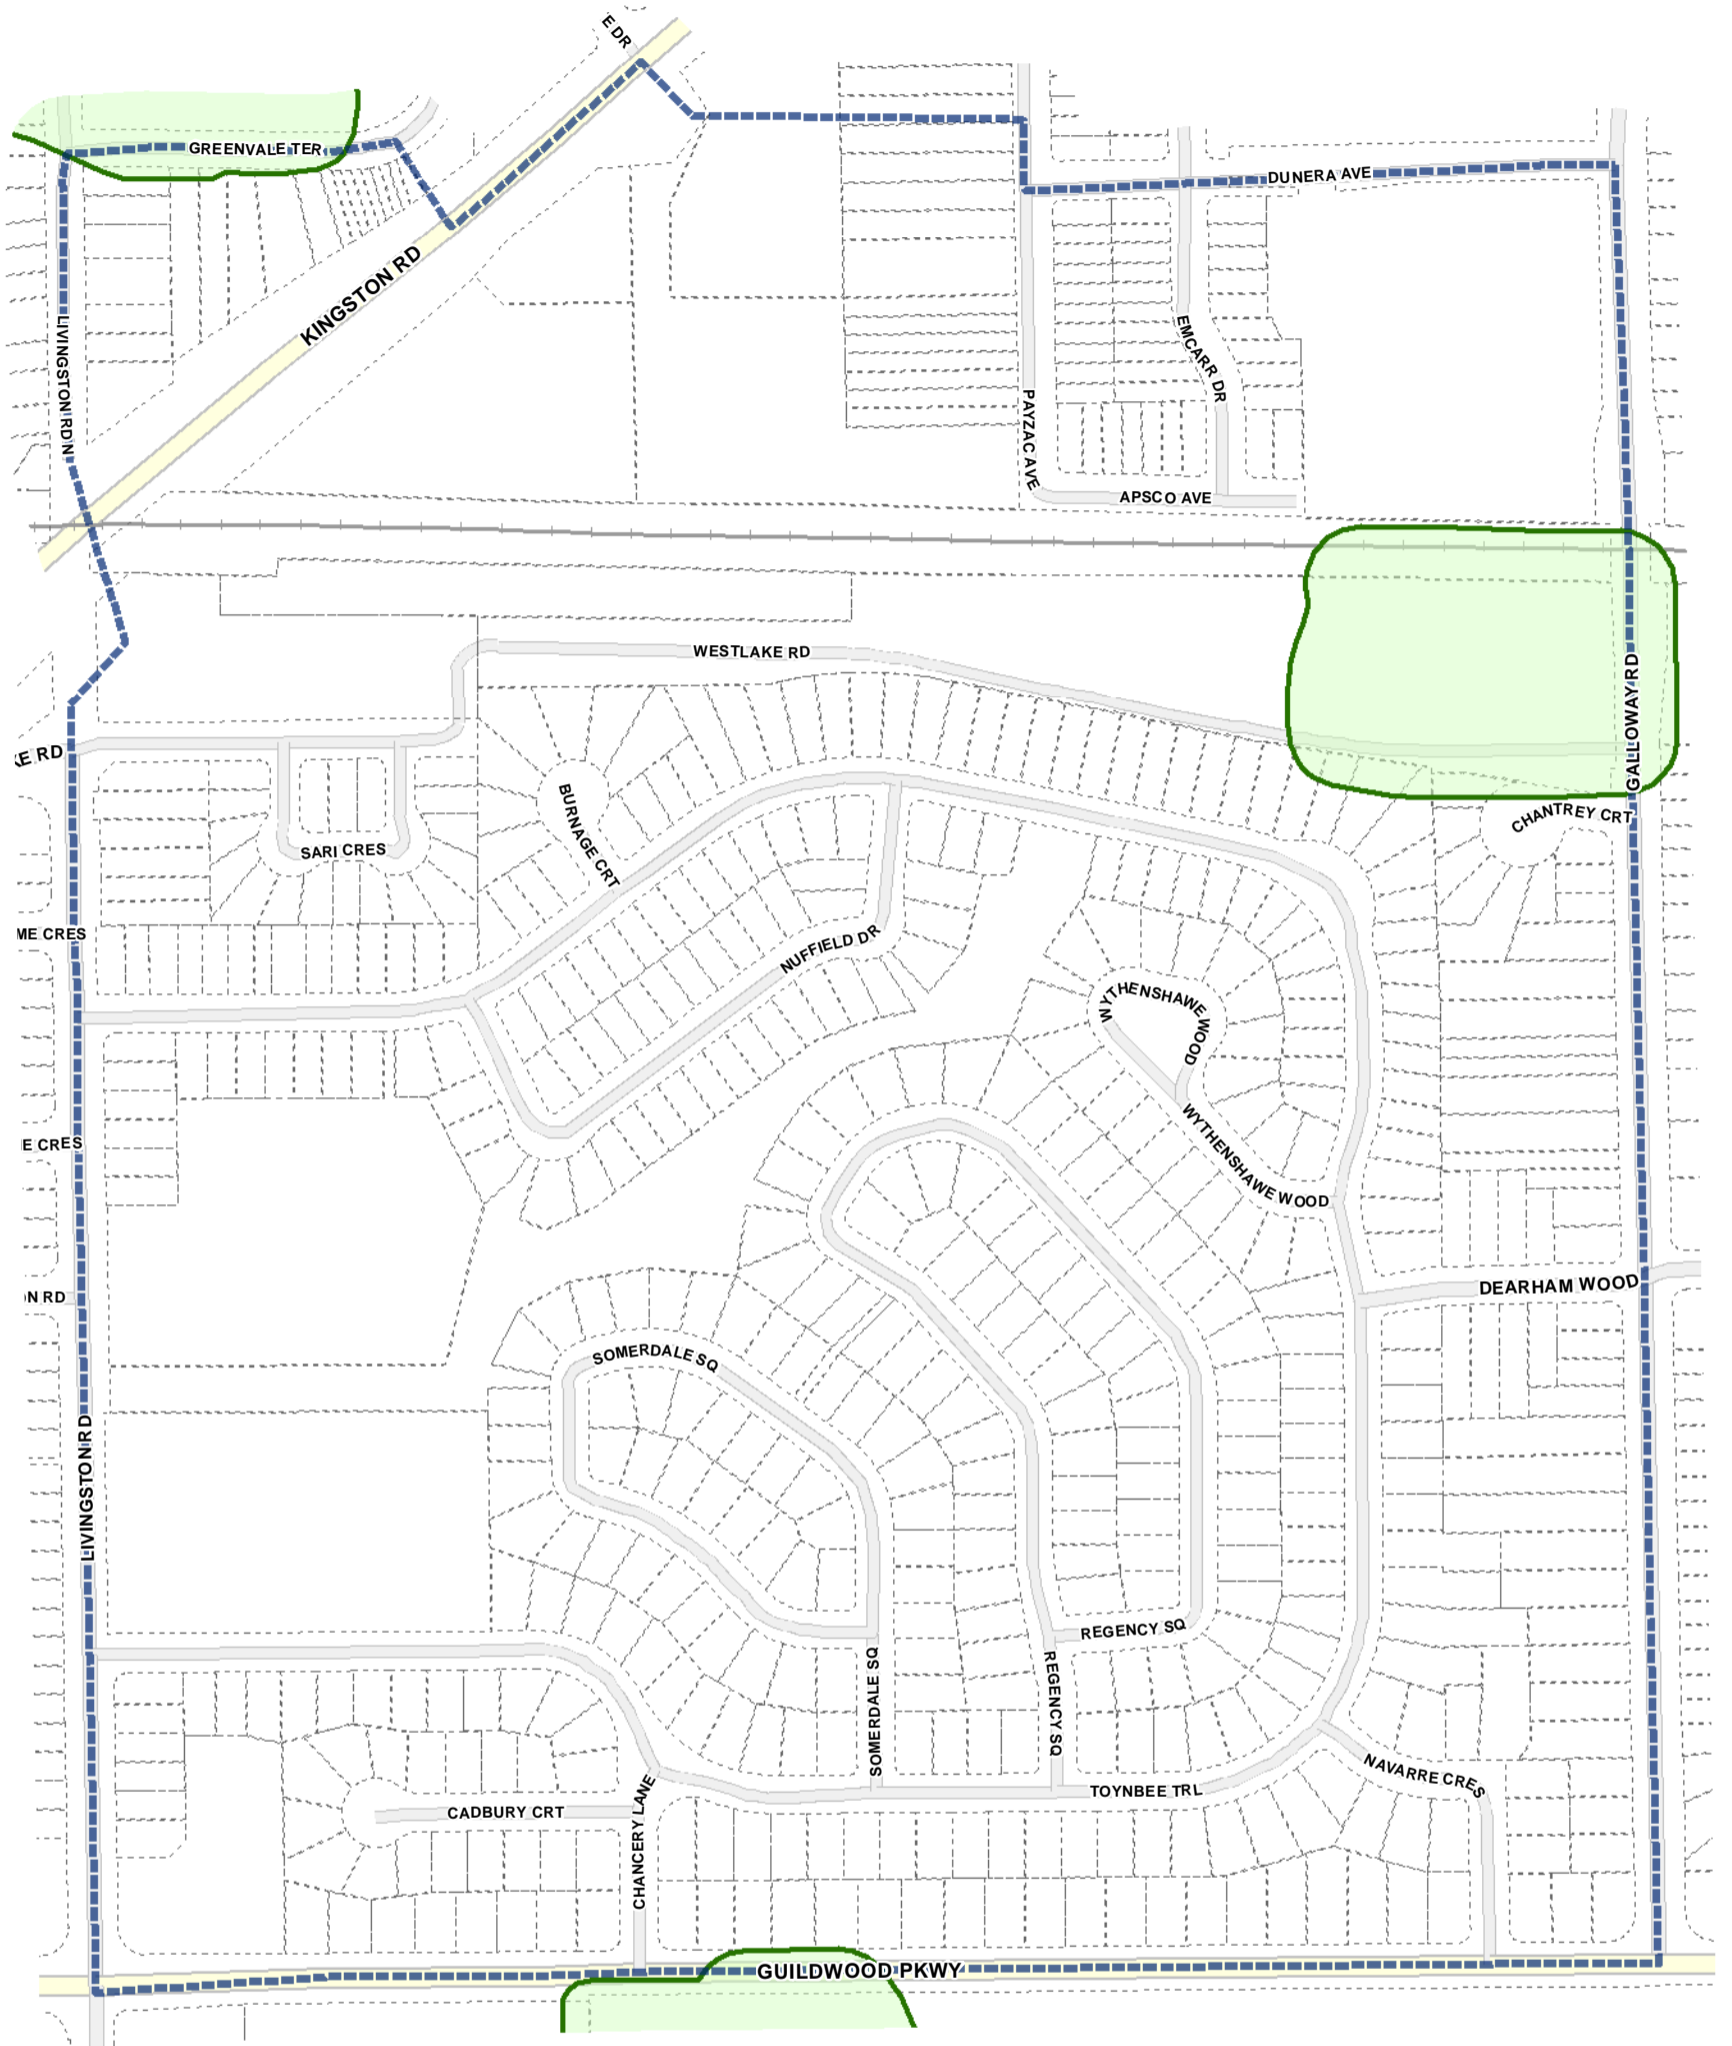 E DR
GREENVALE TER
DUNERA AVE
KINGSTON RD
LIVINGSTON RD N
EMCARR DR
PAYZAC AVE
APSCO AVE
WESTLAKE RD
GALLOWAY RD
KE RD
BURNAGE CRT
CHANTREY CRT
SARI CRES
ME CRES
NUFFIELD DR
WYTHENSHAWE WOOD
E CRES
WYTHENSHAWE WOOD
DEARHAM WOOD
ON RD
SOMERDALE SQ
LIVINGSTON RD
REGENCY SQ
SOMERDALE SQ
REGENCY SQ
NAVARRE CRES
TOYNBEE TRL
CADBURY CRT
CHANCERY LANE
GUILDWOOD PKWY